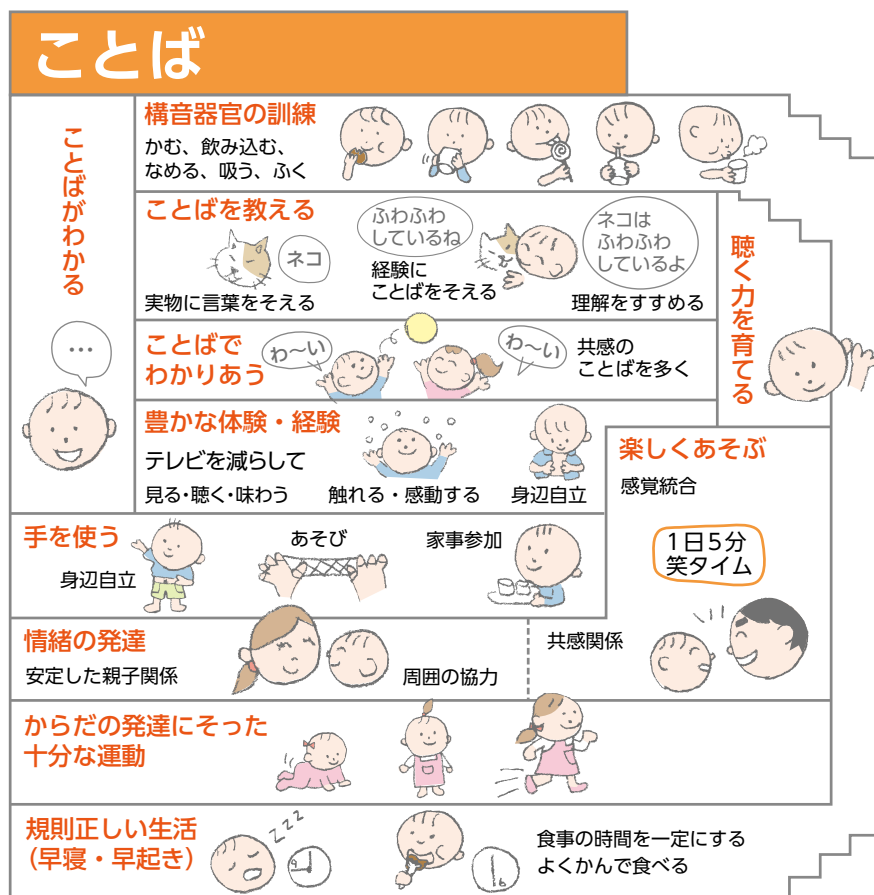 ことば
ことばがわかる
…
構音器官の訓練
かむ、飲み込む、
なめる、吸う、ふく
ことばを教える
ネコ
実物に言葉をそえる
ふわふわ
しているね
経験に
ことばをそえる
ネコは
ふわふわ
しているよ
理解をすすめる
聴く力を育てる
ことばで
わかりあう
わ〜い
わ〜い
共感の
ことばを多く
豊かな体験・経験
テレビを減らして
見る・聴く・味わう
触れる・感動する
身辺自立
楽しくあそぶ
感覚統合
1日5分
笑タイム
共感関係
手を使う
身辺自立
あそび
家事参加
情緒の発達
安定した親子関係
周囲の協力
からだの発達にそった
十分な運動
規則正しい生活
(早寝・早起き)
zzz
9
6
食事の時間を一定にする
よくかんで食べる